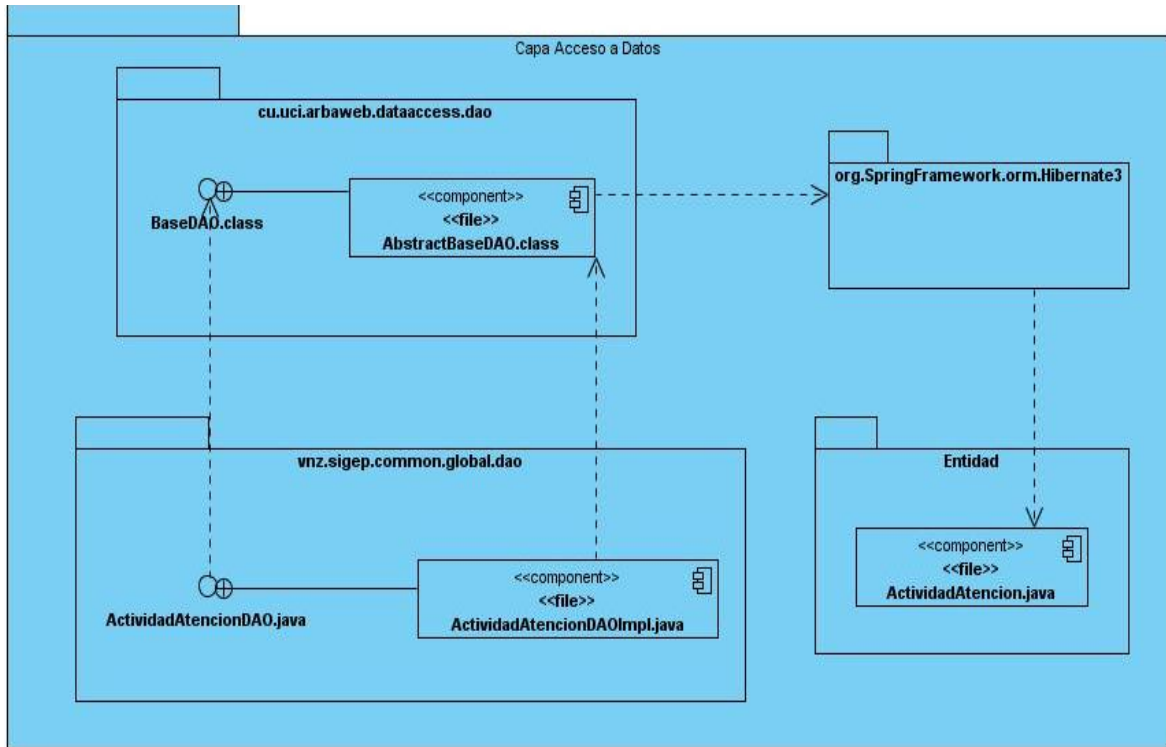 Capa Acceso a Datos
cu.uci.arbaweb.dataaccess.dao
BaseDAO.class
<<component>>
<<file>>
AbstractBaseDAO.class
org.SpringFramework.orm.Hibernate3
vnz.sigep.common.global.dao
ActividadAtencionDAO.java
<<component>>
<<file>>
ActividadAtencionDAOImpl.java
Entidad
<<component>>
<<file>>
ActividadAtencion.java